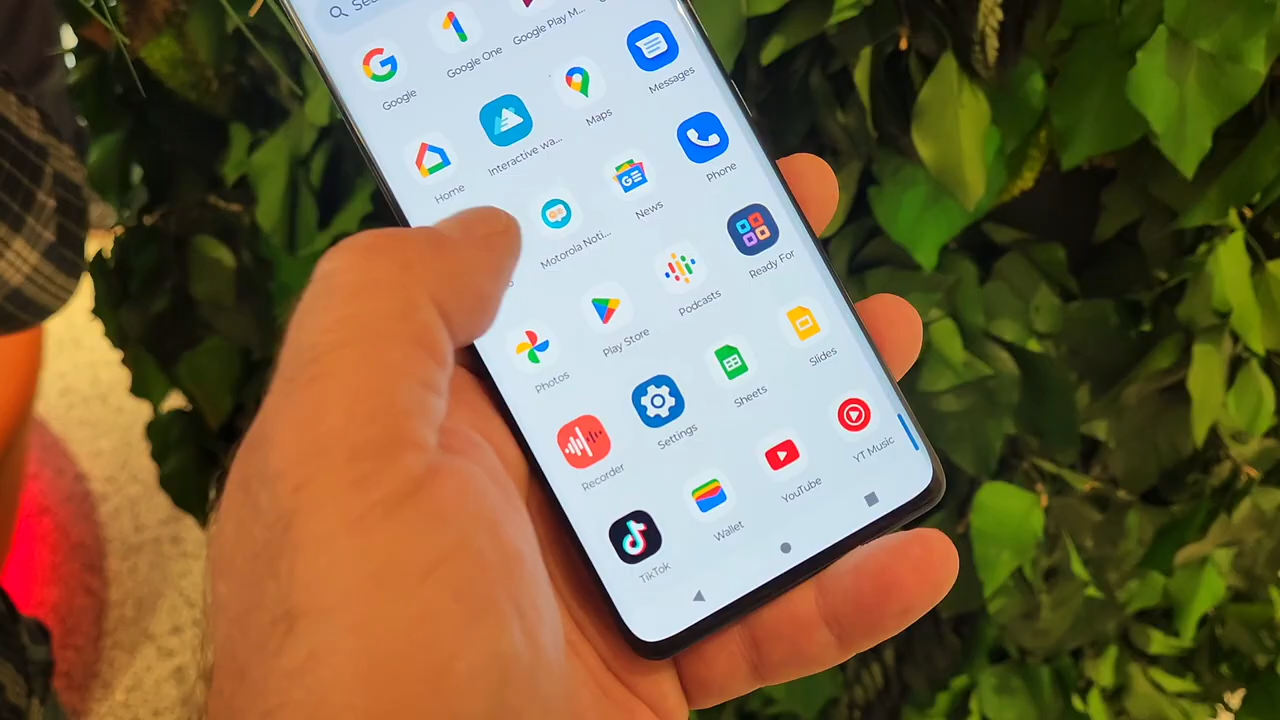 Google
Google One
Google Play M...
Home
Interactive wa...
Maps
Messages
Motorola Noti...
News
Phone
Photos
Play Store
Podcasts
Ready For
Recorder
Settings
Sheets
Slides
TikTok
Wallet
YouTube
YT Music